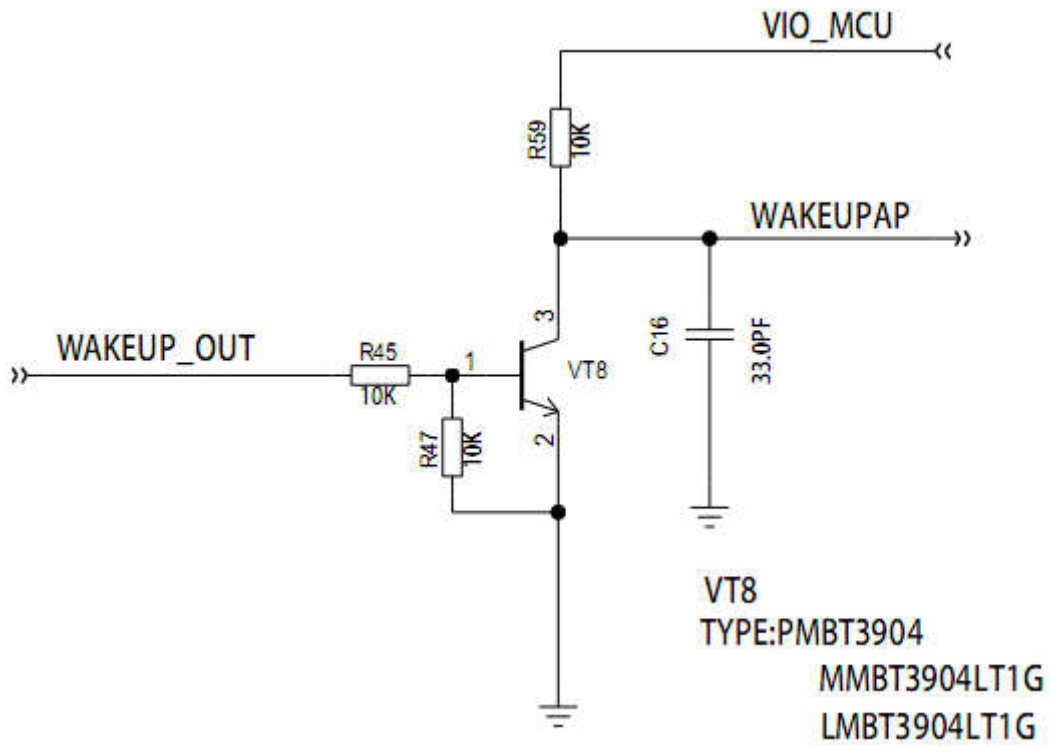 VIO_MCU
R59
10K
WAKEUPAP
3
C16
33.0PF
WAKEUP_OUT
R45
10K
1
VT8
R47
10K
2
VT8
TYPE:PMBT3904
MMBT3904LT1G
LMBT3904LT1G